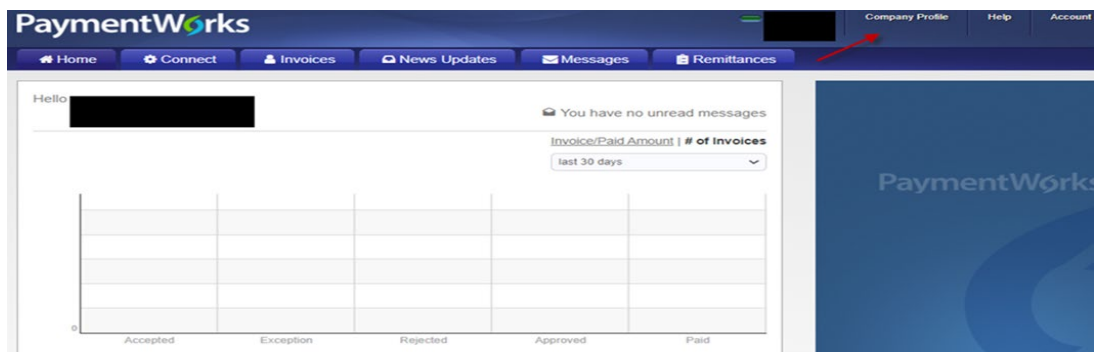 PaymentWorks
Company Profile Help Account
Home Connect Invoices News Updates Messages Remittances
Hello
You have no unread messages
Invoice/Paid Amount | # of Invoices
last 30 days
PaymentWorks
0
Accepted Exception Rejected Approved Paid